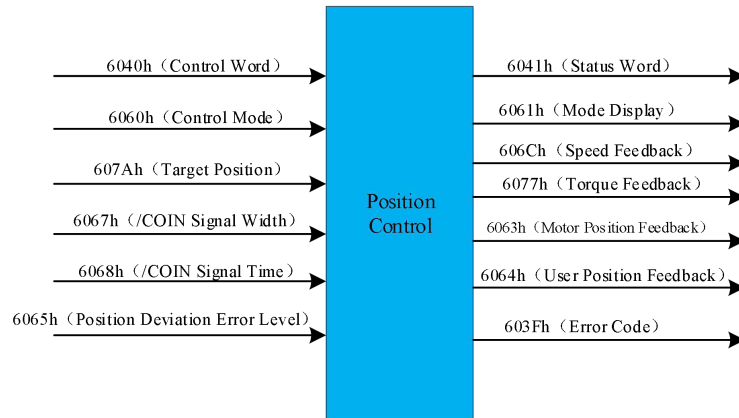 6040h（Control Word）
6060h（Control Mode）
607Ah（Target Position）
6067h（/COIN Signal Width）
6068h（/COIN Signal Time）
6065h（Position Deviation Error Level）
Position
Control
6041h（Status Word）
6061h（Mode Display）
606Ch（Speed Feedback）
6077h（Torque Feedback）
6063h（Motor Position Feedback）
6064h（User Position Feedback）
603Fh（Error Code）